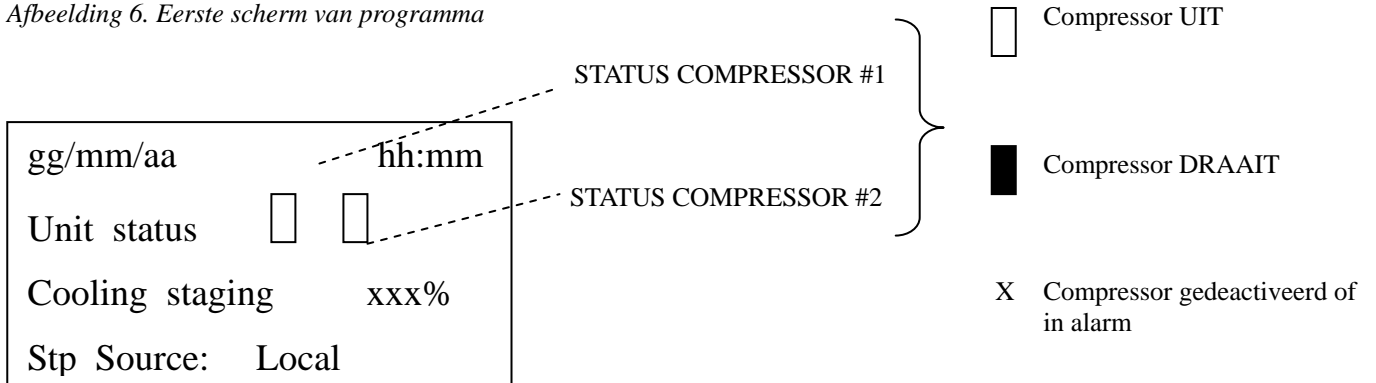 Afbeelding 6. Eerste scherm van programma
gg/mm/aa hh:mm
Unit status
Cooling staging xxx%
Stp Source: Local
STATUS COMPRESSOR #1
STATUS COMPRESSOR #2
Compressor UIT
Compressor DRAAIT
X Compressor gedeactiveerd of
in alarm